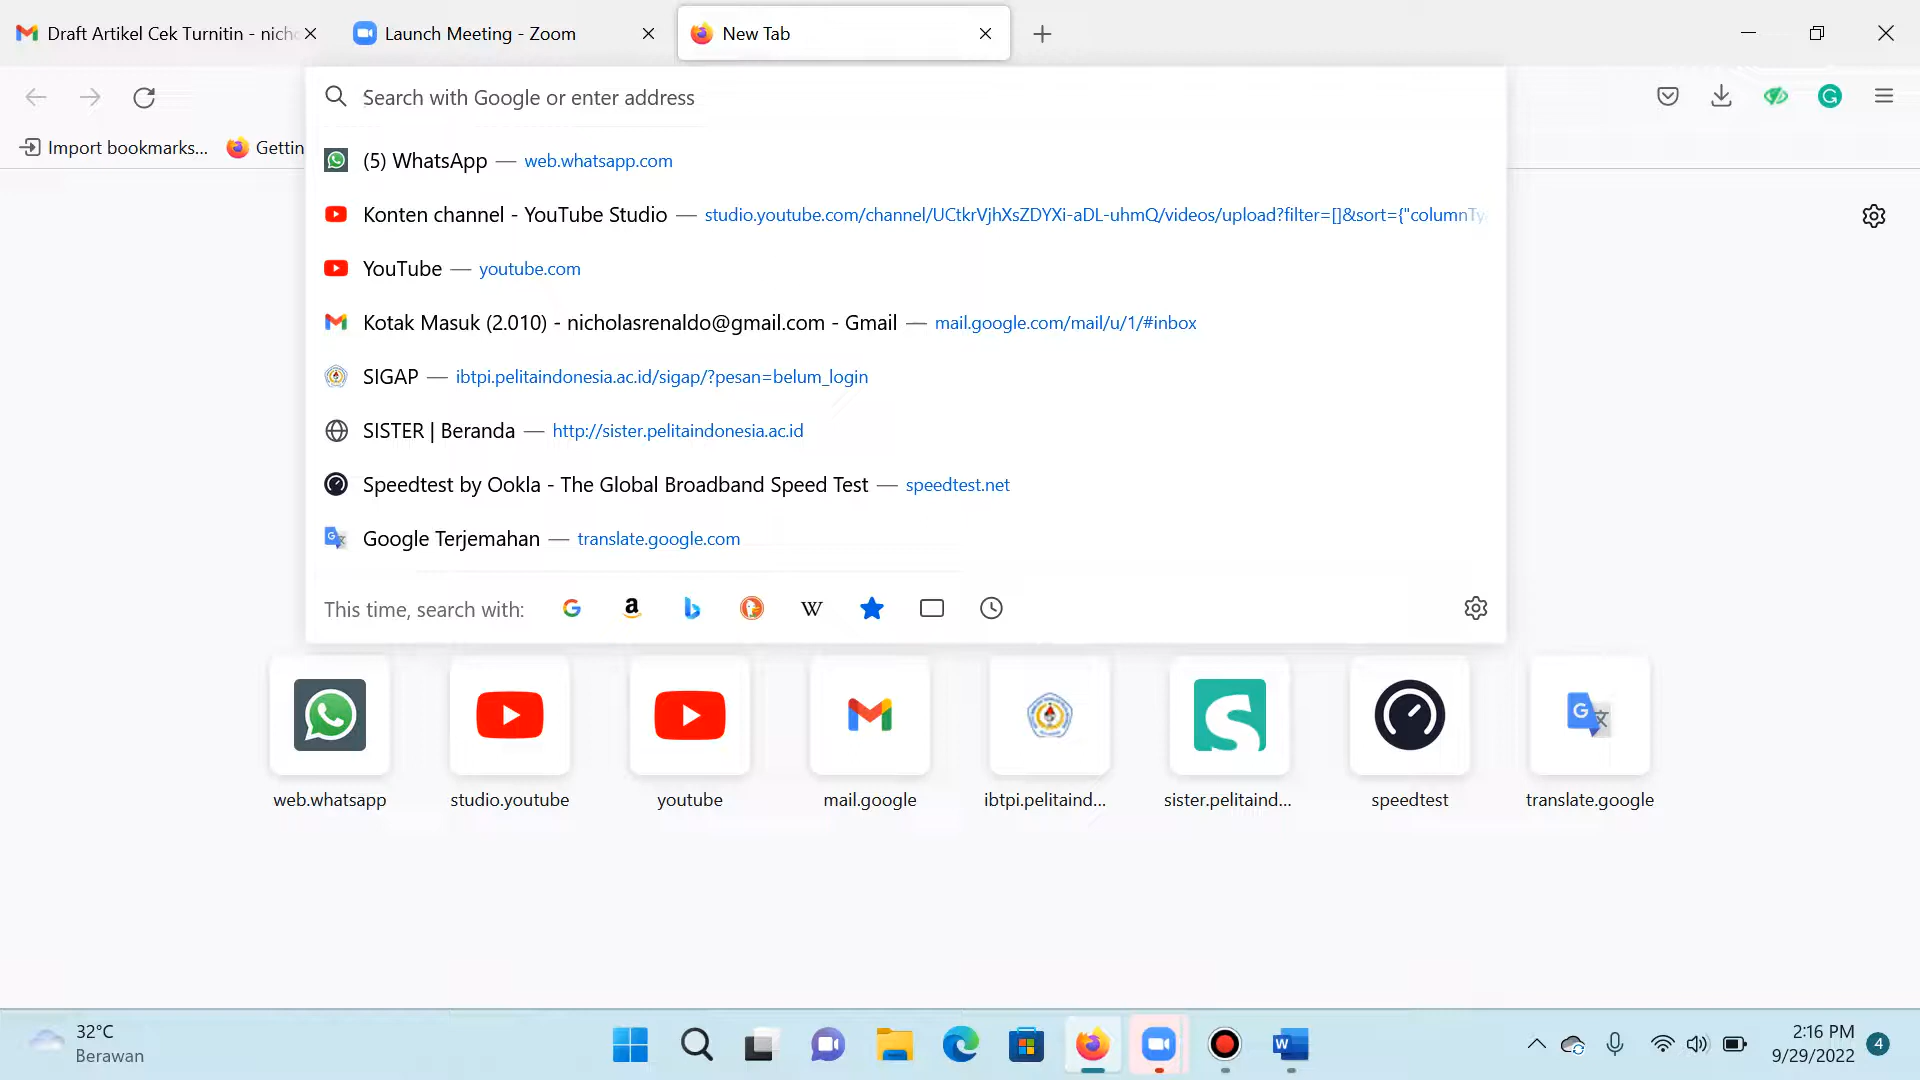 Draft Artikel Cek Turnitin - nich
Launch Meeting - Zoom
New Tab
Search with Google or enter address
Import bookmarks...
Gettin
(5) WhatsApp — web.whatsapp.com
Konten channel - YouTube Studio — studio.youtube.com/channel/UCtkrVjhXsZDYXi-aDL-uhmQ/videos/upload?filter=[]&sort={"columnTy
YouTube — youtube.com
Kotak Masuk (2.010) - nicholasrenaldo@gmail.com - Gmail — mail.google.com/mail/u/1/#inbox
SIGAP — ibtpi.pelitaindonesia.ac.id/sigap/?pesan=belum_login
SISTER | Beranda — http://sister.pelitaindonesia.ac.id
Speedtest by Ookla - The Global Broadband Speed Test — speedtest.net
Google Terjemahan — translate.google.com
This time, search with:
web.whatsapp
studio.youtube
youtube
mail.google
ibtpi.pelitaind...
sister.pelitaind...
speedtest
translate.google
32°C
Berawan
2:16 PM
9/29/2022
4